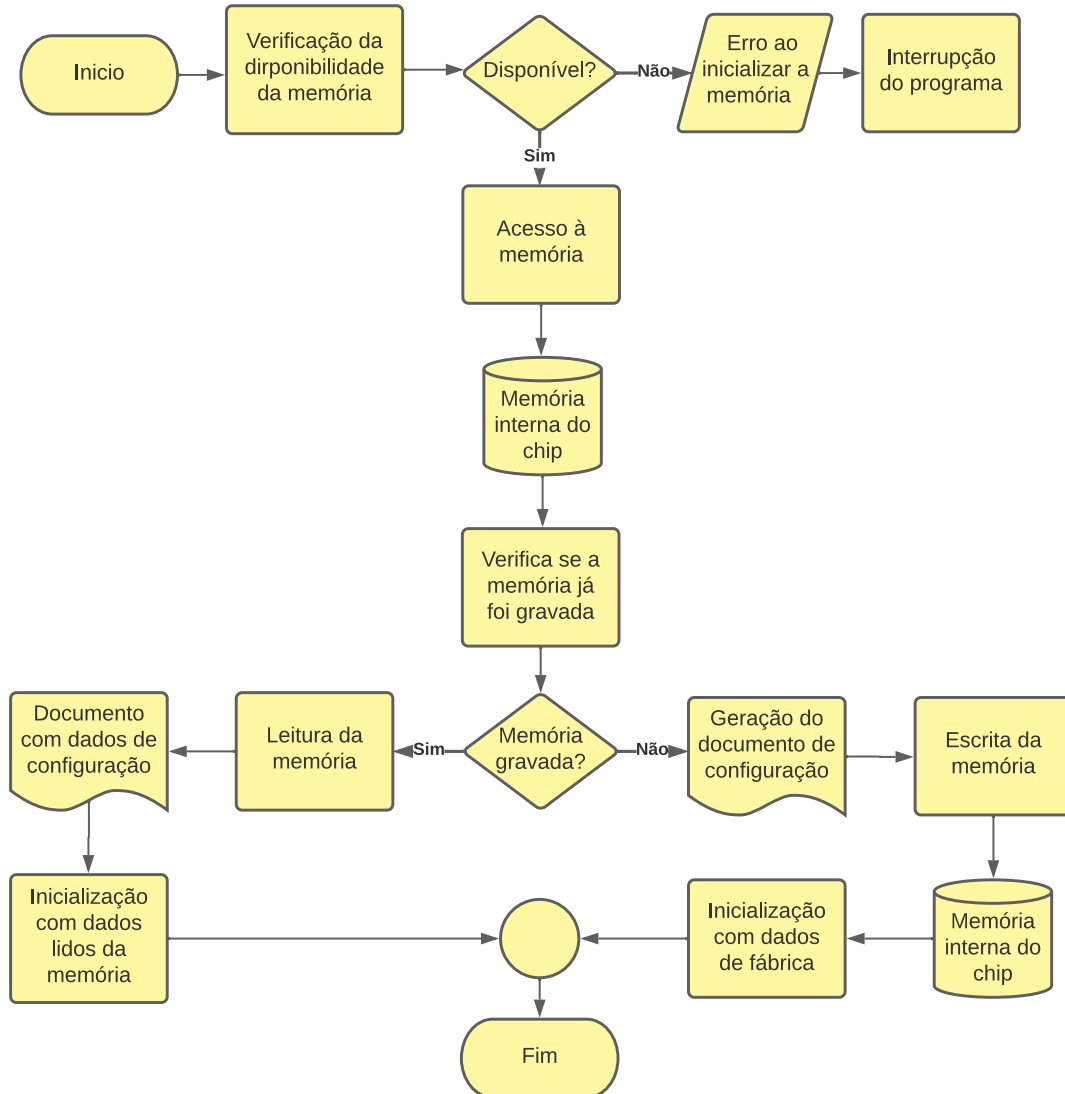 Inicio
Verificação da
dirponibilidade
da memória
Disponível?
Não
Erro ao
inicializar a
memória
Interrupção
do programa
Sim
Acesso à
memória
Memória
interna do
chip
Verifica se a
memória já
foi gravada
Documento
com dados de
configuração
Leitura da
memória
Sim
Memória
gravada?
Não
Geração do
documento de
configuração
Escrita da
memória
Inicialização
com dados
lidos da
memória
Inicialização
com dados
de fábrica
Memória
interna do
chip
Fim